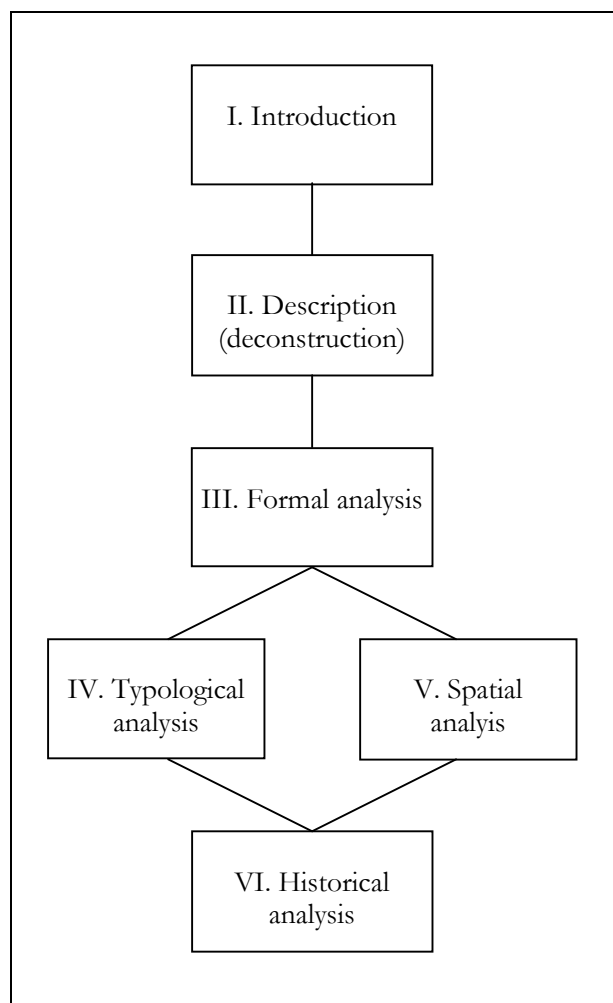 I. Introduction
II. Description
(deconstruction)
III. Formal analysis
IV. Typological
analysis
V. Spatial
analyis
VI. Historical
analysis